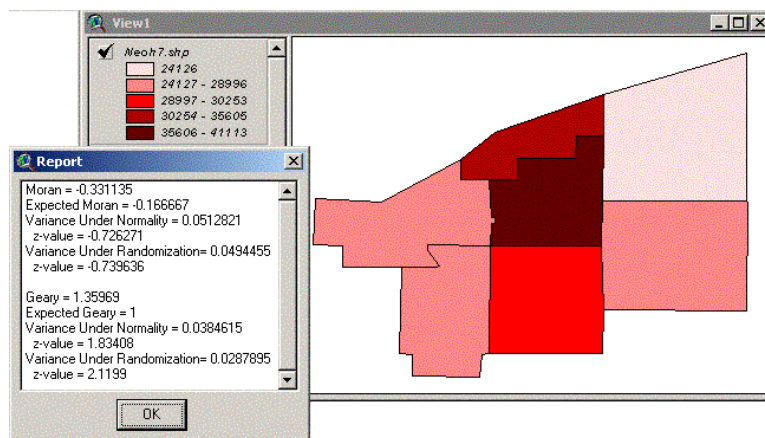 View1
Neoh7.shp
24126
24127 - 28996
28997 - 30253
30254 - 35605
35606 - 41113
Report
Moran = -0.331135
Expected Moran = -0.166667
Variance Under Normality = 0.0512821
z-value = -0.726271
Variance Under Randomization= 0.0494455
z-value = -0.739636
Geary = 1.35969
Expected Geary = 1
Variance Under Normality = 0.0384615
z-value = 1.83408
Variance Under Randomization= 0.0287895
z-value = 2.1199
OK